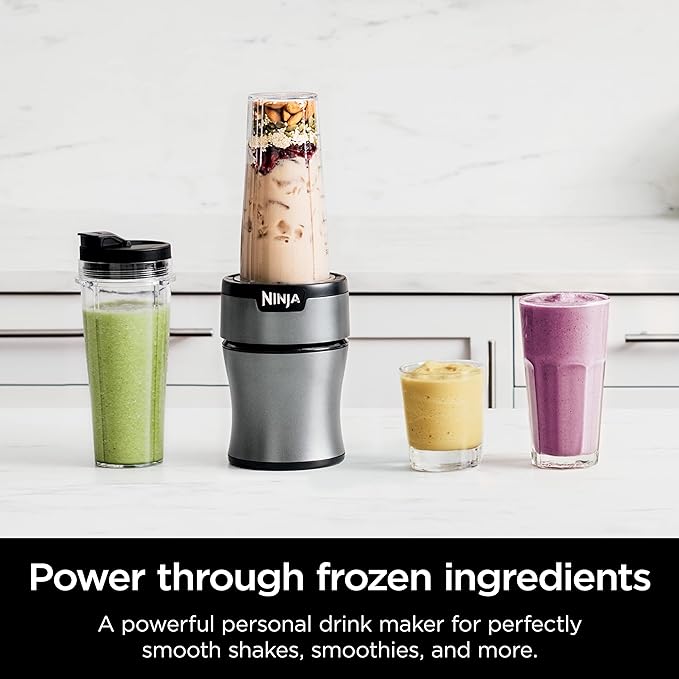 NINJA
Power through frozen ingredients
A powerful personal drink maker for perfectly
smooth shakes, smoothies, and more.